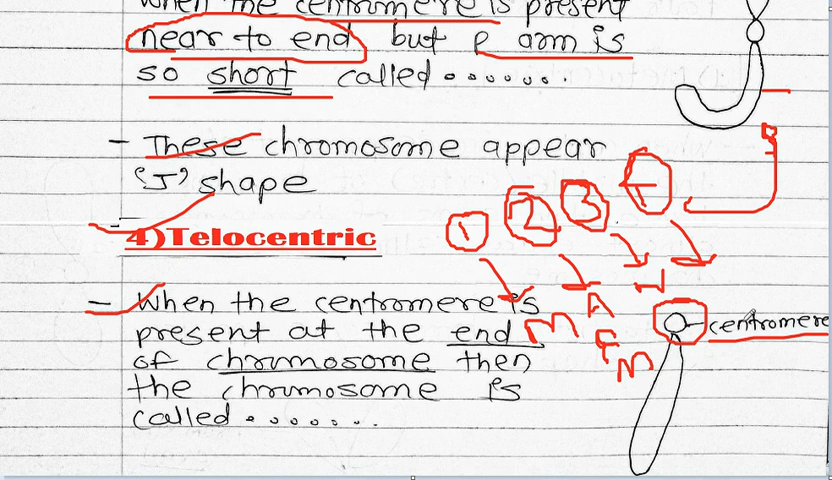 when the centromere is present
near to end but P arm is
so short called.......
- These chromosome appear
'J' shape
1 2 3 4
4)Telocentric
- When the centromere is
present at the end
of chromosome then
the chromosome is
called.......
centromere
M